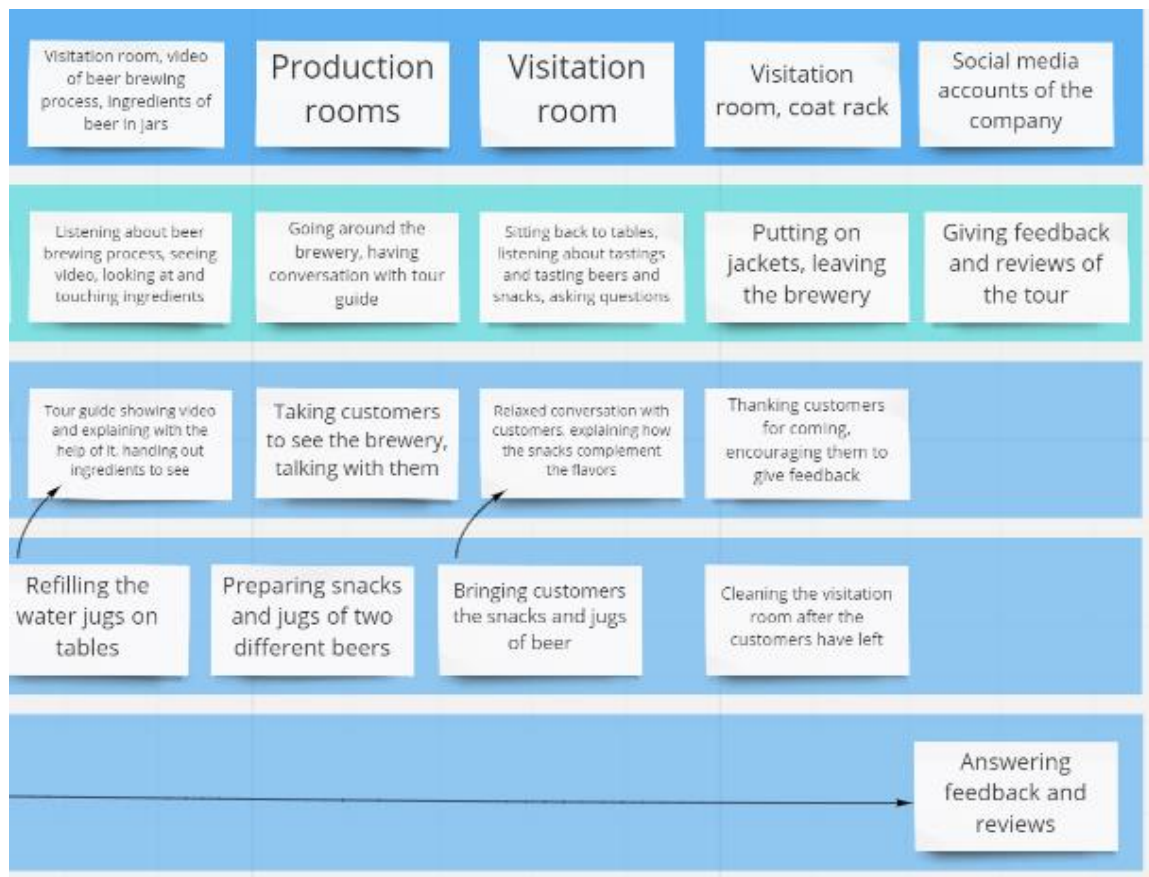 Visitation room, video
of beer brewing
process, ingredients of
beer in jars
Production
rooms
Visitation
room
Visitation
room, coat rack
Social media
accounts of the
company
Listening about beer
brewing process, seeing
video, looking at and
touching ingredients
Going around the
brewery, having
conversation with tour
guide
Sitting back to tables,
listening about tastings
and tasting beers and
snacks, asking questions
Putting on
jackets, leaving
the brewery
Giving feedback
and reviews of
the tour
Tour guide showing video
and explaining with the
help of it, handing out
ingredients to see
Taking customers
to see the brewery,
talking with them
Relaxed conversation with
customers, explaining how
the snacks complement
the flavors
Thanking customers
for coming,
encouraging them to
give feedback
Refilling the
water jugs on
tables
Preparing snacks
and jugs of two
different beers
Bringing customers
the snacks and jugs
of beer
Cleaning the visitation
room after the
customers have left
Answering
feedback and
reviews